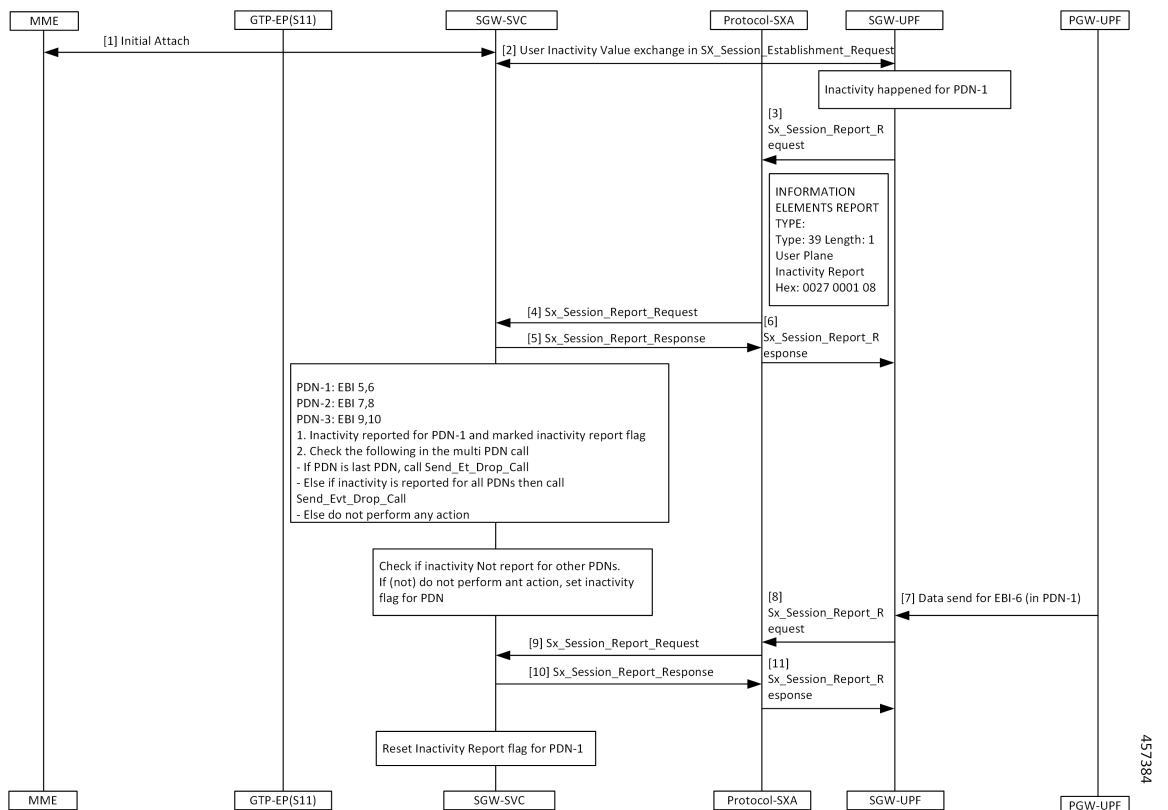 MME
GTP-EP(S11)
SGW-SVC
Protocol-SXA
SGW-UPF
PGW-UPF
[1] Initial Attach
[2] User Inactivity Value exchange in SX_Session_Establishment_Request
Inactivity happened for PDN-1
[3]
Sx_Session_Report_R
equest
INFORMATION
ELEMENTS REPORT
TYPE:
Type: 39 Length: 1
User Plane
Inactivity Report
Hex: 0027 0001 08
[4] Sx_Session_Report_Request
[5] Sx_Session_Report_Response
[6]
Sx_Session_Report_R
esponse
PDN-1: EBI 5,6
PDN-2: EBI 7,8
PDN-3: EBI 9,10
1. Inactivity reported for PDN-1 and marked inactivity report flag
2. Check the following in the multi PDN call
- If PDN is last PDN, call Send_Et_Drop_Call
- Else if inactivity is reported for all PDNs then call
Send_Evt_Drop_Call
- Else do not perform any action
Check if inactivity Not report for other PDNs.
If (not) do not perform ant action, set inactivity
flag for PDN
[7] Data send for EBI-6 (in PDN-1)
[8]
Sx_Session_Report_R
equest
[9] Sx_Session_Report_Request
[10] Sx_Session_Report_Response
[11]
Sx_Session_Report_R
esponse
Reset Inactivity Report flag for PDN-1
457384
MME
GTP-EP(S11)
SGW-SVC
Protocol-SXA
SGW-UPF
PGW-UPF